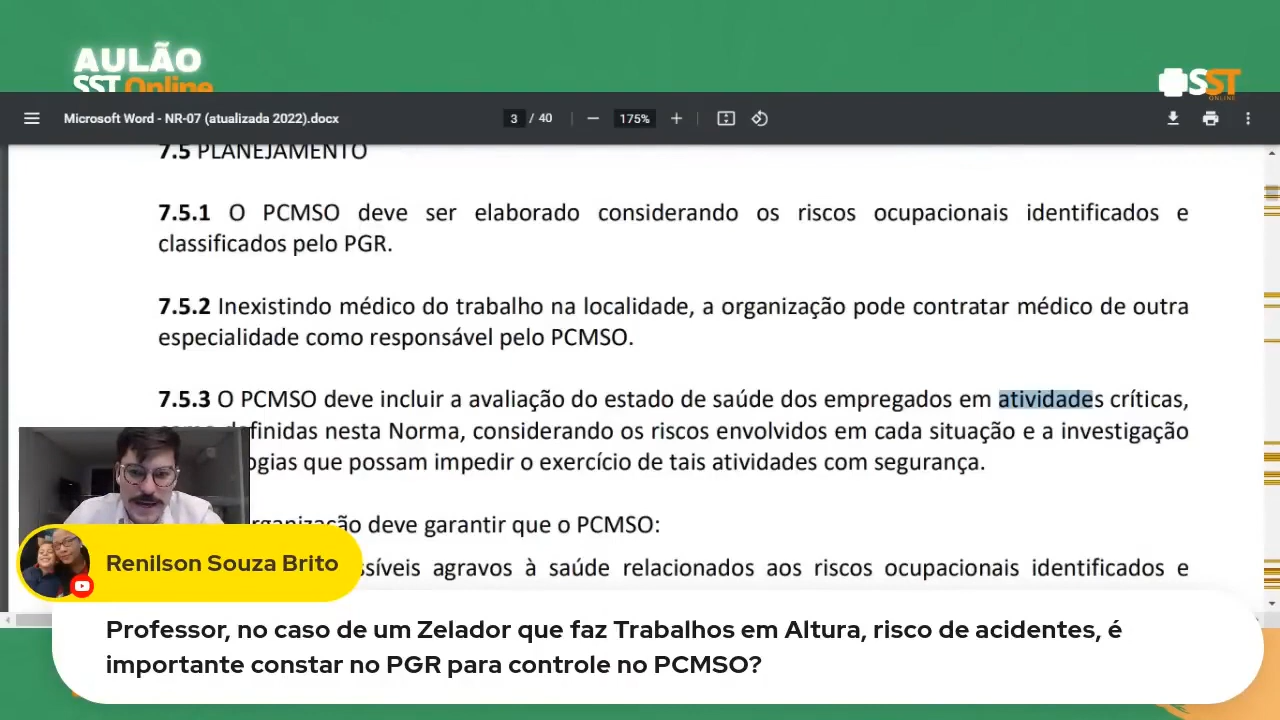 AULÃO
SST Online
SST
ONLINE
Microsoft Word - NR-07 (atualizada 2022).docx
3 / 40
175%
7.5 PLANEJAMENTO
7.5.1 O PCMSO deve ser elaborado considerando os riscos ocupacionais identificados e
classificados pelo PGR.
7.5.2 Inexistindo médico do trabalho na localidade, a organização pode contratar médico de outra
especialidade como responsável pelo PCMSO.
7.5.3 O PCMSO deve incluir a avaliação do estado de saúde dos empregados em atividades críticas,
definidas nesta Norma, considerando os riscos envolvidos em cada situação e a investigação
que possam impedir o exercício de tais atividades com segurança.
organização deve garantir que o PCMSO:
agravos à saúde relacionados aos riscos ocupacionais identificados e
Renilson Souza Brito
Professor, no caso de um Zelador que faz Trabalhos em Altura, risco de acidentes, é
importante constar no PGR para controle no PCMSO?